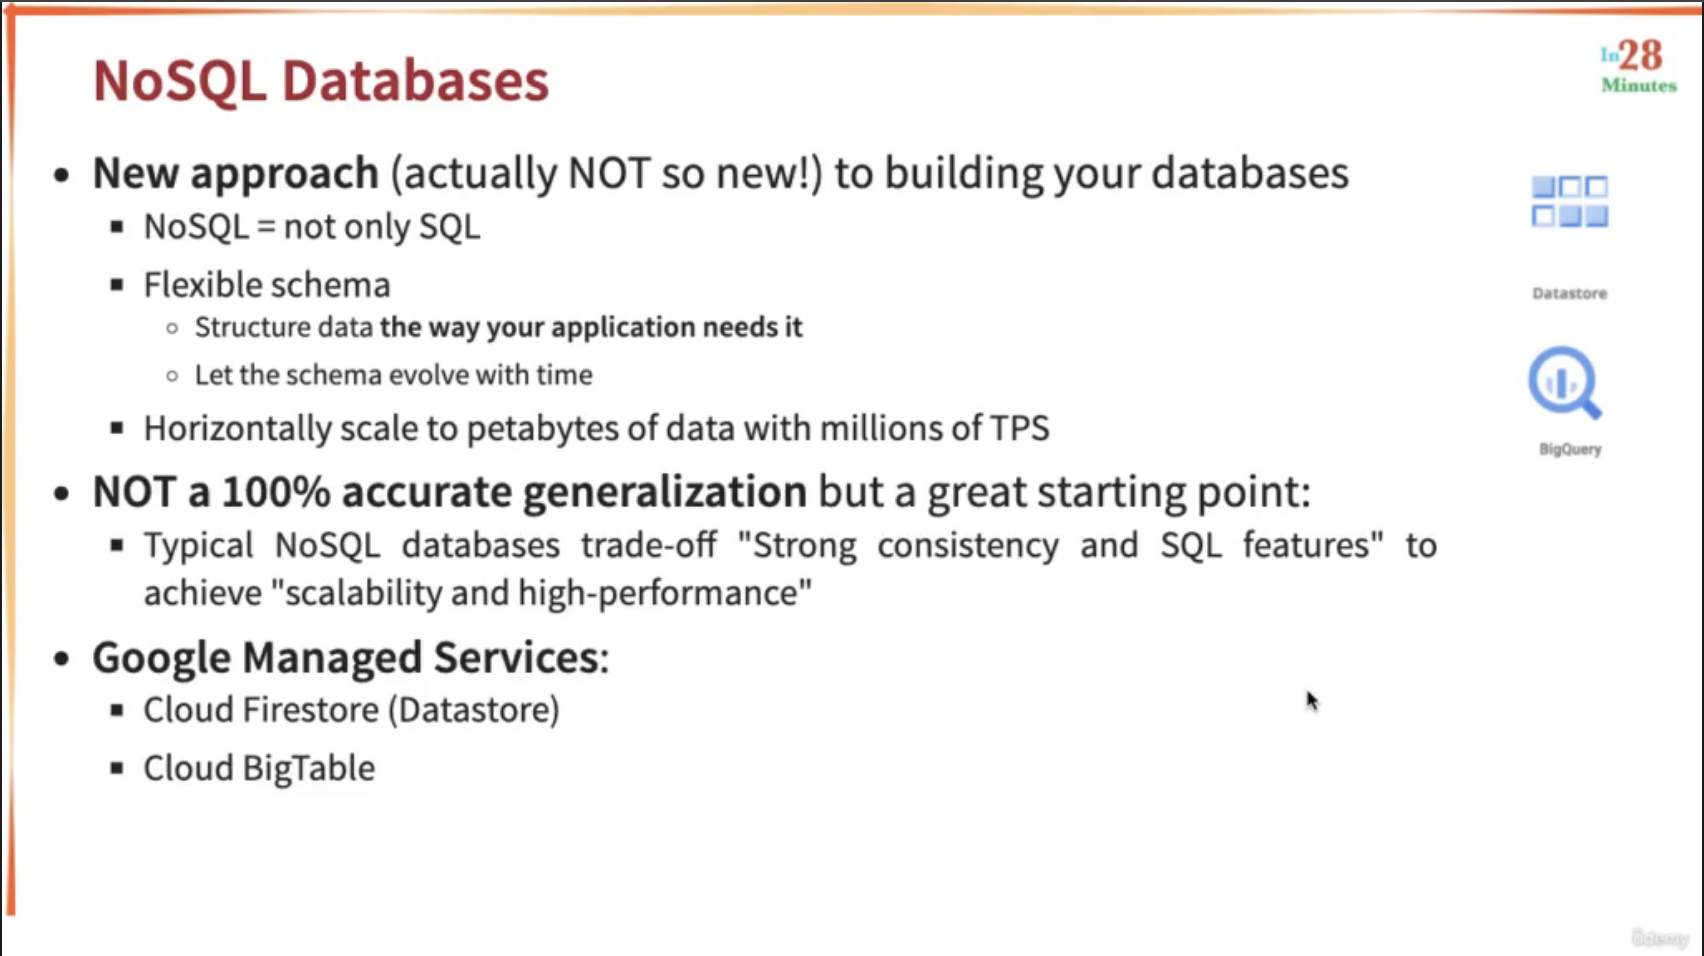 NoSQL Databases
In28
Minutes
• New approach (actually NOT so new!) to building your databases
▪ NoSQL = not only SQL
▪ Flexible schema
○ Structure data the way your application needs it
○ Let the schema evolve with time
▪ Horizontally scale to petabytes of data with millions of TPS
• NOT a 100% accurate generalization but a great starting point:
▪ Typical NoSQL databases trade-off "Strong consistency and SQL features" to
achieve "scalability and high-performance"
• Google Managed Services:
▪ Cloud Firestore (Datastore)
▪ Cloud BigTable
Datastore
BigQuery
ûdemy